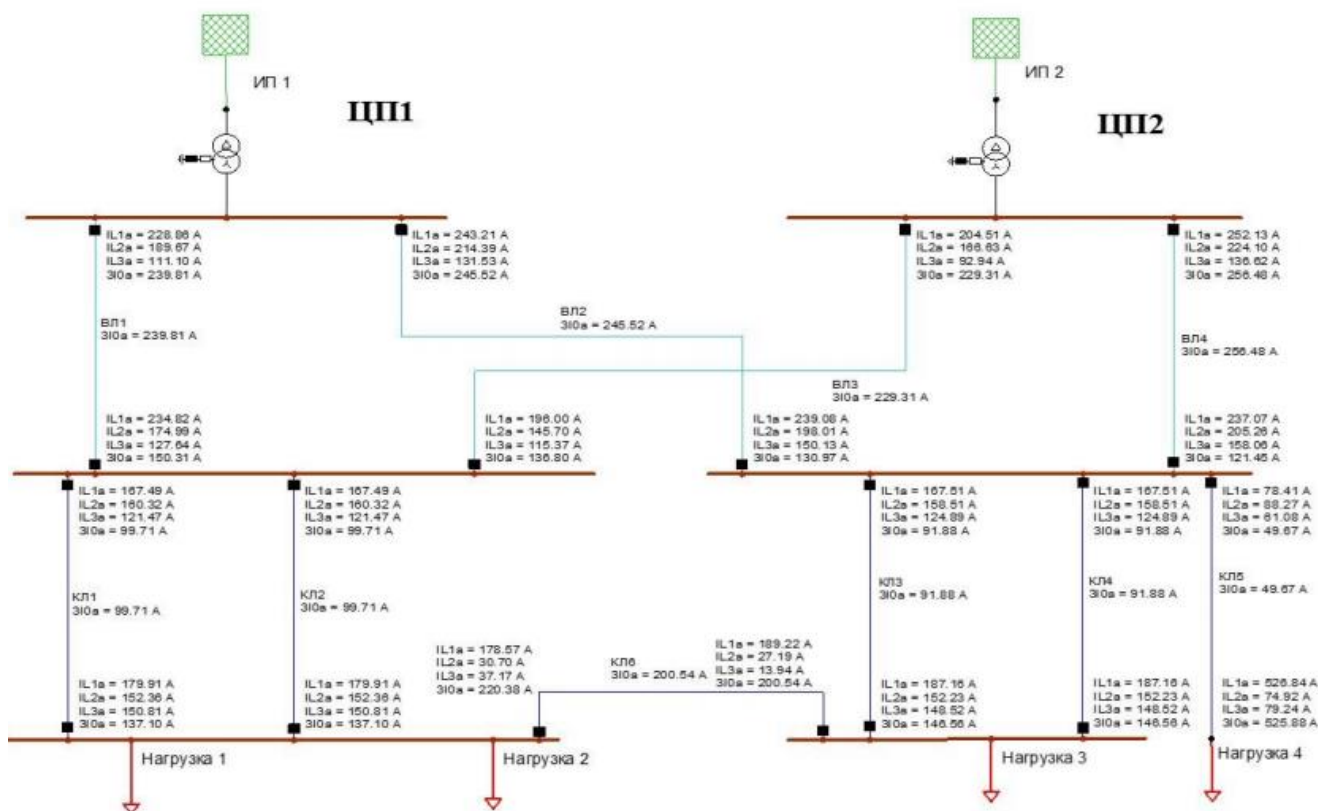 ИП 1
ИП 2
ЦП1
ЦП2
IL1a = 228.86 A
IL2a = 189.67 A
IL3a = 111.10 A
3I0a = 239.81 A
IL1a = 243.21 A
IL2a = 214.39 A
IL3a = 131.53 A
3I0a = 245.52 A
IL1a = 204.51 A
IL2a = 166.63 A
IL3a = 92.94 A
3I0a = 229.31 A
IL1a = 252.13 A
IL2a = 224.10 A
IL3a = 136.62 A
3I0a = 256.48 A
ВЛ1
3I0a = 239.81 A
ВЛ2
3I0a = 245.52 A
ВЛ3
3I0a = 229.31 A
ВЛ4
3I0a = 256.48 A
IL1a = 234.82 A
IL2a = 174.99 A
IL3a = 127.64 A
3I0a = 150.31 A
IL1a = 196.00 A
IL2a = 145.70 A
IL3a = 115.37 A
3I0a = 136.80 A
IL1a = 239.08 A
IL2a = 198.01 A
IL3a = 150.13 A
3I0a = 130.97 A
IL1a = 237.07 A
IL2a = 205.26 A
IL3a = 158.06 A
3I0a = 121.45 A
IL1a = 167.49 A
IL2a = 160.32 A
IL3a = 121.47 A
3I0a = 99.71 A
IL1a = 167.49 A
IL2a = 160.32 A
IL3a = 121.47 A
3I0a = 99.71 A
IL1a = 167.51 A
IL2a = 158.51 A
IL3a = 124.89 A
3I0a = 91.88 A
IL1a = 167.51 A
IL2a = 158.51 A
IL3a = 124.89 A
3I0a = 91.88 A
IL1a = 78.41 A
IL2a = 88.27 A
IL3a = 61.08 A
3I0a = 49.67 A
КЛ1
3I0a = 99.71 A
КЛ2
3I0a = 99.71 A
КЛ3
3I0a = 91.88 A
КЛ4
3I0a = 91.88 A
КЛ5
3I0a = 49.67 A
IL1a = 178.57 A
IL2a = 30.70 A
IL3a = 37.17 A
3I0a = 220.38 A
КЛ6
3I0a = 200.54 A
IL1a = 189.22 A
IL2a = 27.19 A
IL3a = 13.94 A
3I0a = 200.54 A
IL1a = 179.91 A
IL2a = 152.36 A
IL3a = 150.81 A
3I0a = 137.10 A
IL1a = 179.91 A
IL2a = 152.36 A
IL3a = 150.81 A
3I0a = 137.10 A
IL1a = 187.16 A
IL2a = 152.23 A
IL3a = 148.52 A
3I0a = 146.56 A
IL1a = 187.16 A
IL2a = 152.23 A
IL3a = 148.52 A
3I0a = 146.56 A
IL1a = 526.84 A
IL2a = 74.92 A
IL3a = 79.24 A
3I0a = 525.88 A
Нагрузка 1
Нагрузка 2
Нагрузка 3
Нагрузка 4